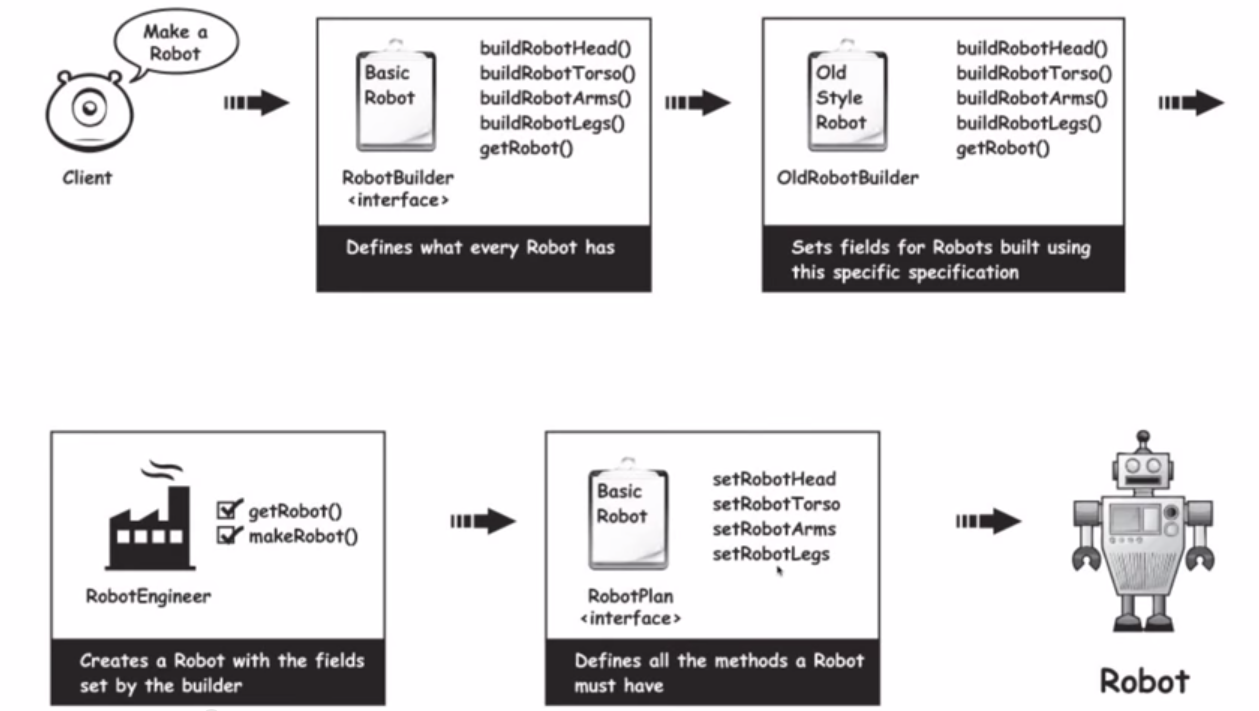 Make a
Robot
Client
Basic
Robot
buildRobotHead()
buildRobotTorso()
buildRobotArms()
buildRobotLegs()
getRobot()
RobotBuilder
<interface>
Defines what every Robot has
Old
Style
Robot
buildRobotHead()
buildRobotTorso()
buildRobotArms()
buildRobotLegs()
getRobot()
OldRobotBuilder
Sets fields for Robots built using
this specific specification
getRobot()
makeRobot()
RobotEngineer
Creates a Robot with the fields
set by the builder
Basic
Robot
setRobotHead
setRobotTorso
setRobotArms
setRobotLegs
RobotPlan
<interface>
Defines all the methods a Robot
must have
Robot